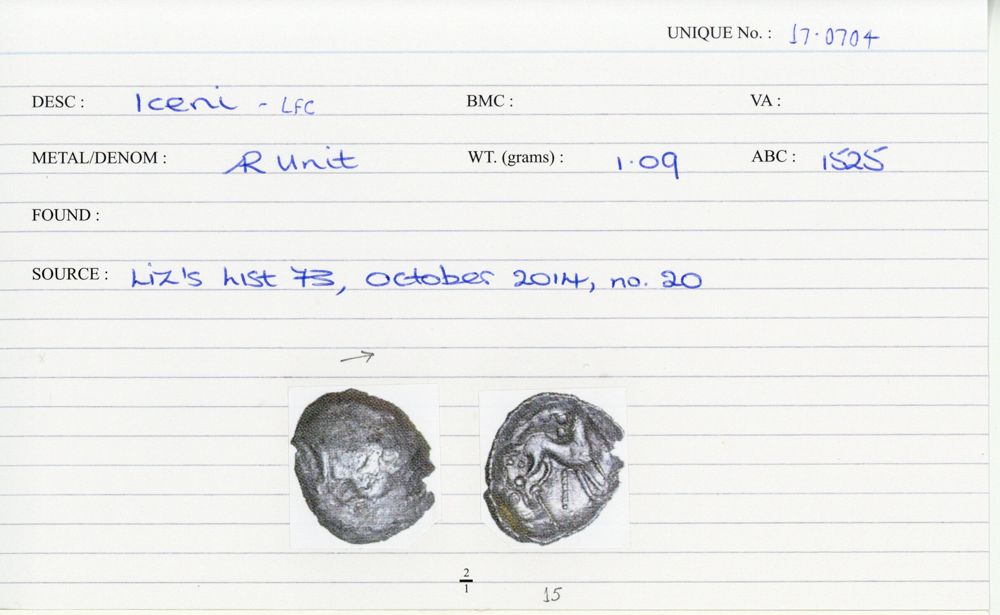 UNIQUE No. : 17·0704
DESC : Iceni - LFC BMC : VA :
METAL/DENOM : AR Unit WT. (grams) : 1·09 ABC : 1525
FOUND :
SOURCE : Liz's List 73, October 2014, no. 20
2
1
15